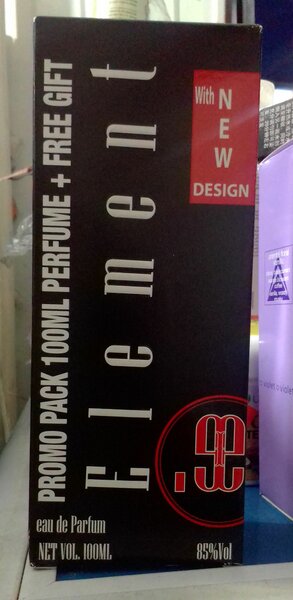 PROMO PACK 100ML PERFUME + FREE GIFT
Element
With NEW
DESIGN
eau de Parfum
NET VOL. 100ML
85%Vol